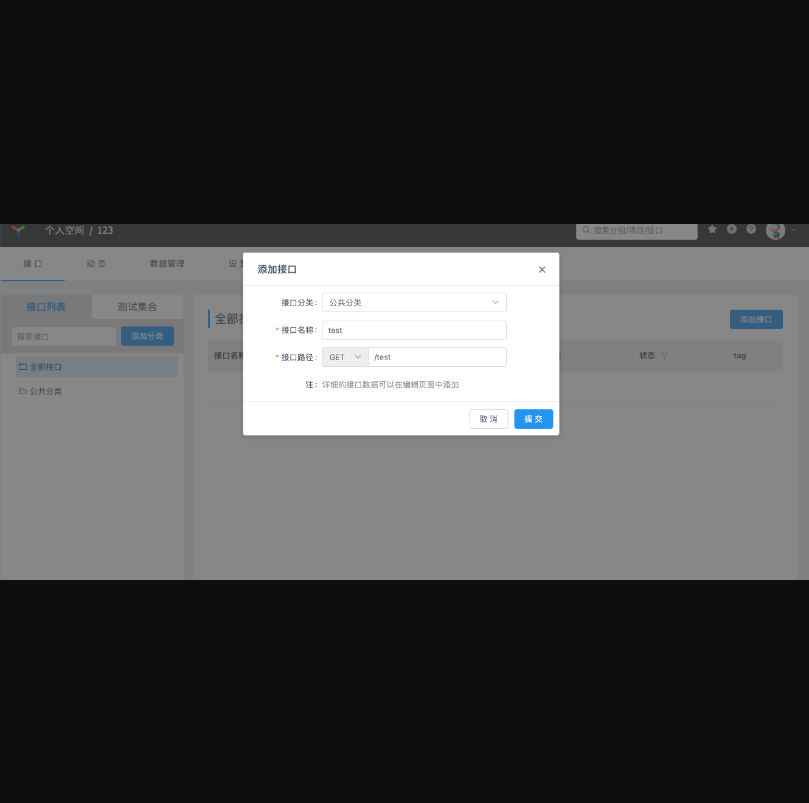 个人空间 / 123
搜索分组/项目/接口
接 口
动 态
数据管理
设
添加接口
接口列表
测试集合
搜索接口
添加分类
全部接口
公共分类
全部
添加接口
接口名称
状态
tag
接口分类:
公共分类
* 接口名称:
test
* 接口路径:
GET
/test
注:
详细的接口数据可以在编辑页面中添加
取 消
提 交